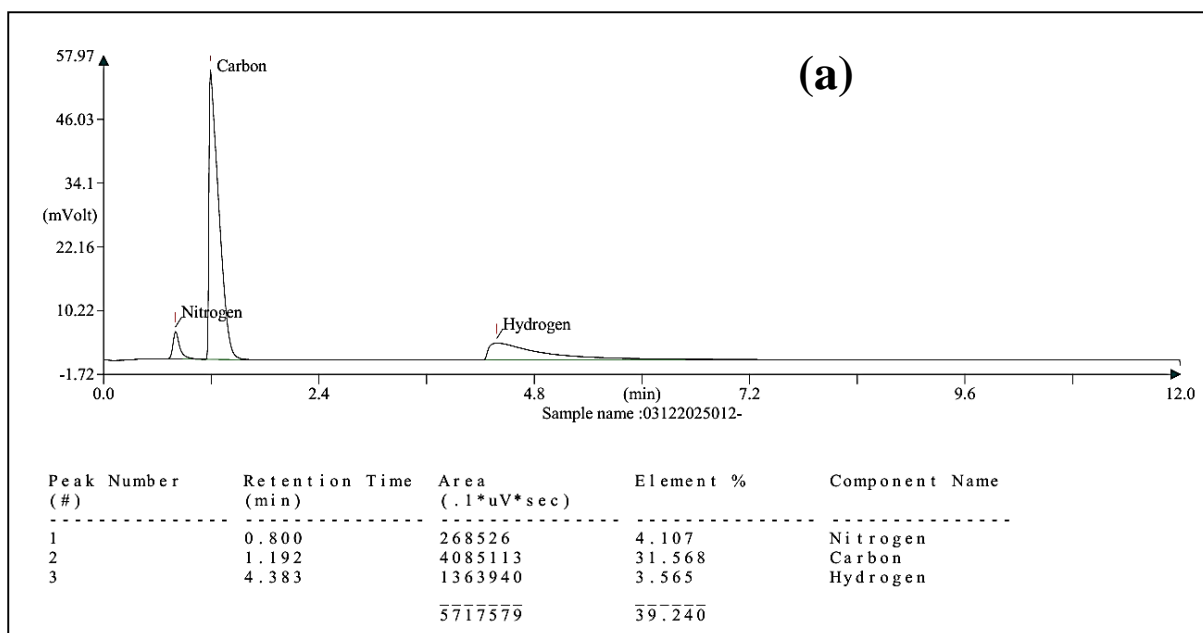 (a)
57.97
Carbon
46.03
34.1
(mVolt)
22.16
10.22
Nitrogen
Hydrogen
-1.72
0.0 2.4 4.8 (min) 7.2 9.6 12.0
Sample name :03122025012-
Peak Number Retention Time Area Element % Component Name
(#) (min) (.1*uV*sec)
1 0.800 268526 4.107 Nitrogen
2 1.192 4085113 31.568 Carbon
3 4.383 1363940 3.565 Hydrogen
5717579 39.240